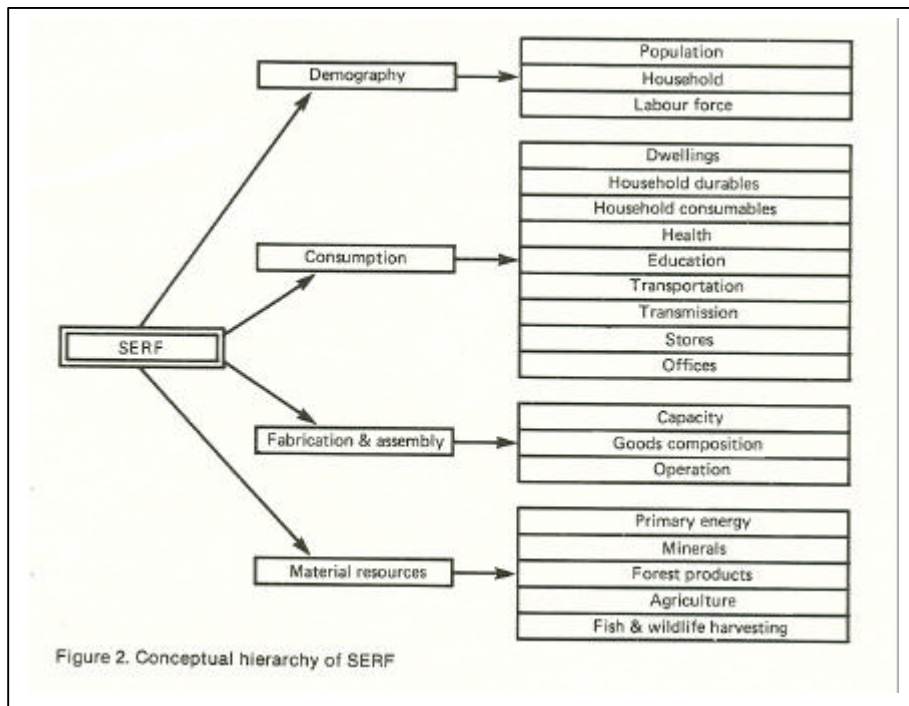 Demography
Population
Household
Labour force
Consumption
Dwellings
Household durables
Household consumables
Health
Education
Transportation
Transmission
Stores
Offices
SERF
Fabrication & assembly
Capacity
Goods composition
Operation
Material resources
Primary energy
Minerals
Forest products
Agriculture
Fish & wildlife harvesting
Figure 2. Conceptual hierarchy of SERF